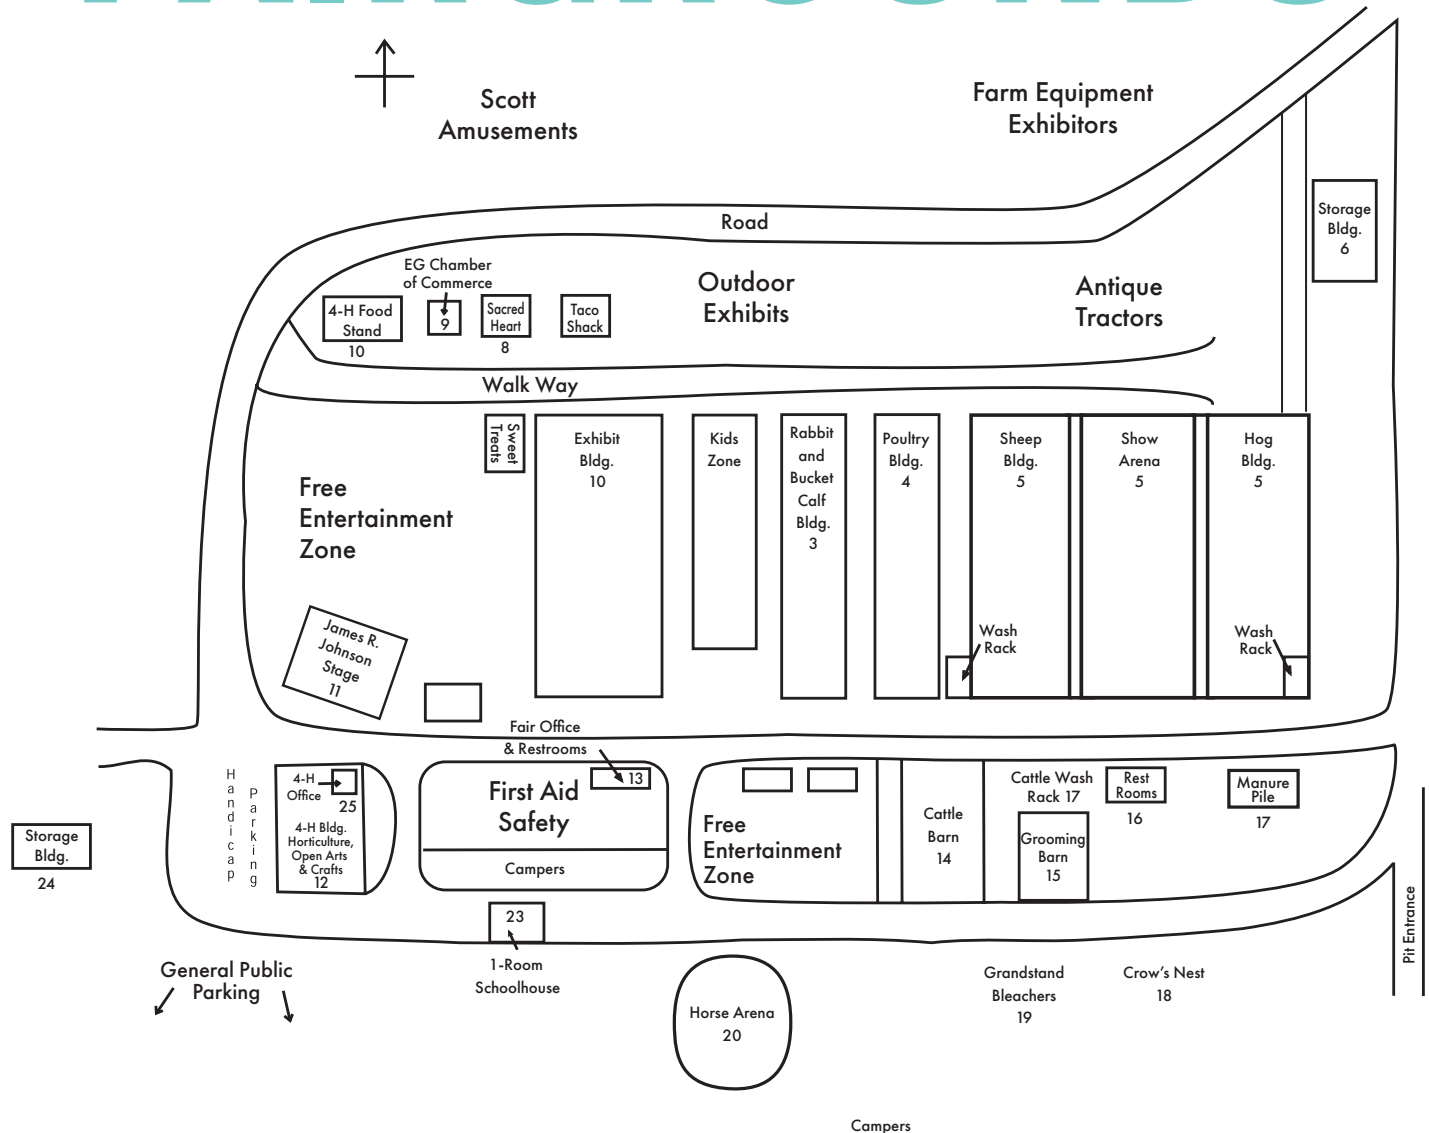 Scott
Amusements
Farm Equipment
Exhibitors
Storage
Bldg.
6
Road
EG Chamber
of Commerce
9
4-H Food
Stand
10
Sacred
Heart
8
Taco
Shack
Outdoor
Exhibits
Antique
Tractors
Walk Way
Sweet
Treats
Exhibit
Bldg.
10
Kids
Zone
Rabbit
and
Bucket
Calf
Bldg.
3
Poultry
Bldg.
4
Sheep
Bldg.
5
Show
Arena
5
Hog
Bldg.
5
Free
Entertainment
Zone
James R.
Johnson
Stage
11
Wash
Rack
Wash
Rack
Fair Office
& Restrooms
13
Handicap
Parking
4-H
Office
25
4-H Bldg.
Horticulture,
Open Arts
& Crafts
12
First Aid
Safety
Campers
Free
Entertainment
Zone
Cattle
Barn
14
Cattle Wash
Rack 17
Grooming
Barn
15
Rest
Rooms
16
Manure
Pile
17
Storage
Bldg.
24
23
1-Room
Schoolhouse
General Public
Parking
Horse Arena
20
Grandstand
Bleachers
19
Crow's Nest
18
Pit Entrance
Campers